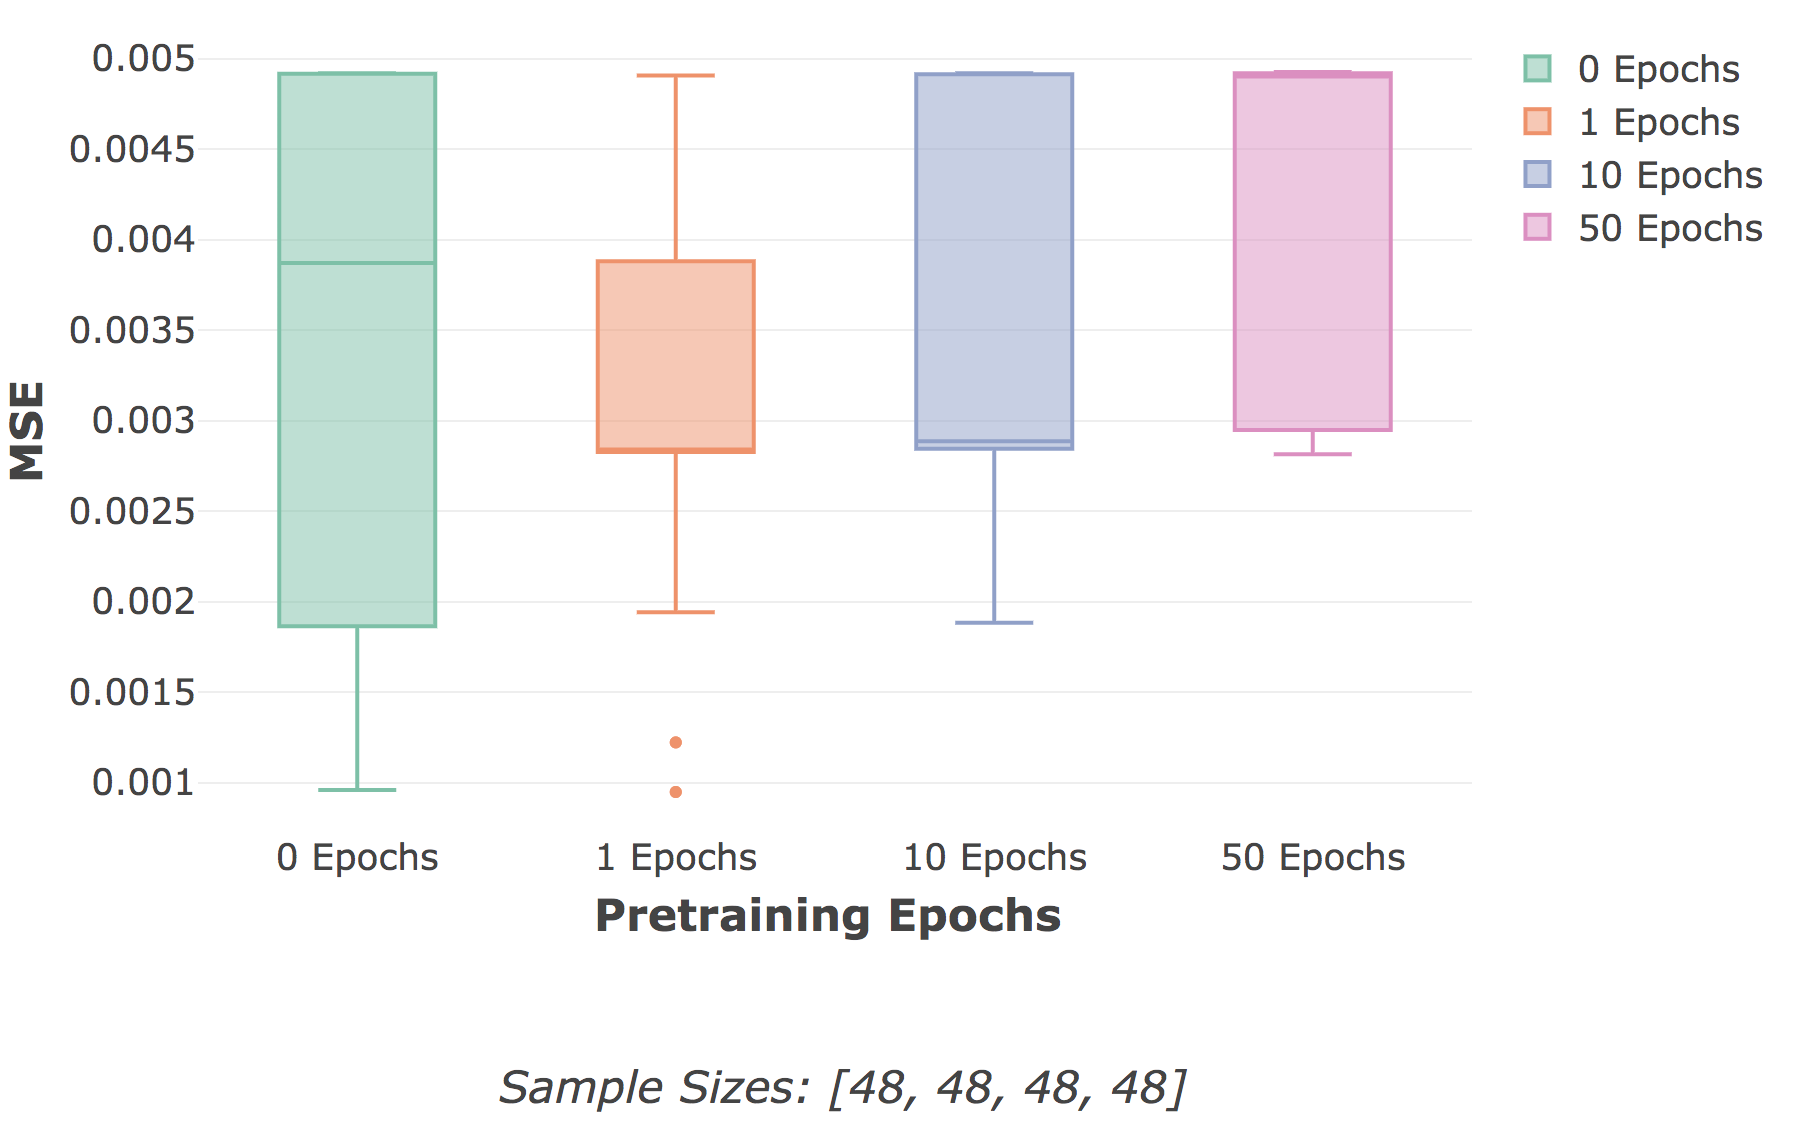 0.005
0.0045
0.004
0.0035
0.003
0.0025
0.002
0.0015
0.001
MSE
0 Epochs
1 Epochs
10 Epochs
50 Epochs
Pretraining Epochs
0 Epochs
1 Epochs
10 Epochs
50 Epochs
Sample Sizes: [48, 48, 48, 48]